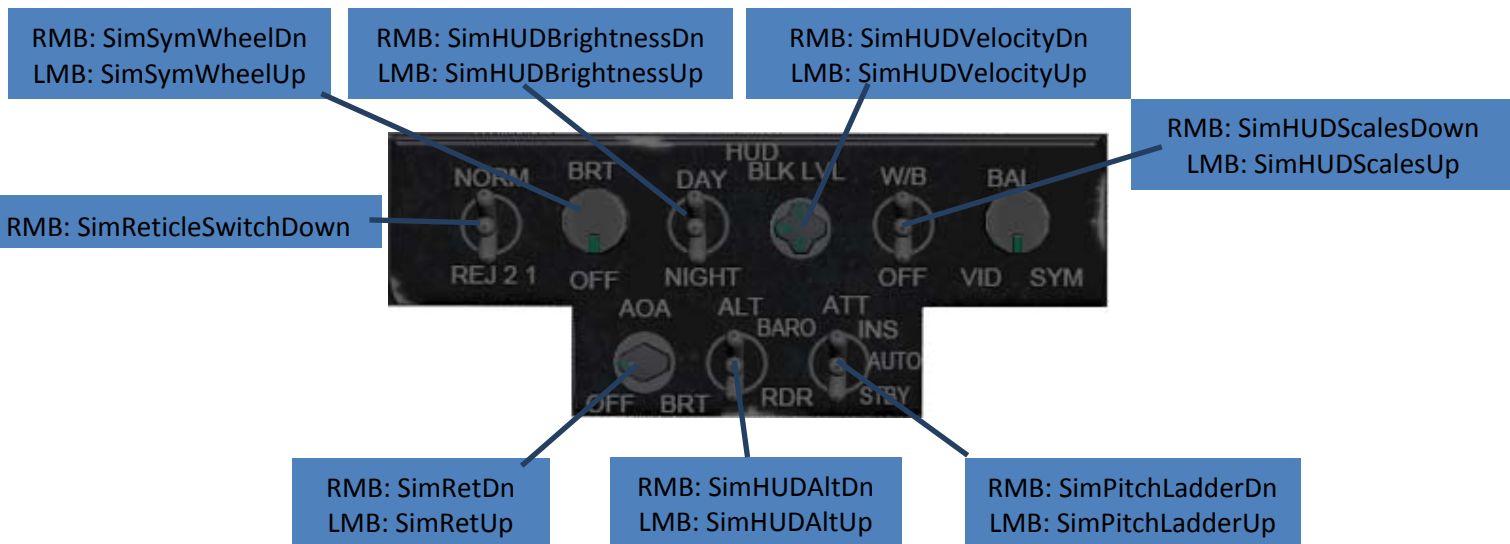 RMB: SimSymWheelDn
LMB: SimSymWheelUp
RMB: SimHUDBrightnessDn
LMB: SimHUDBrightnessUp
RMB: SimHUDVelocityDn
LMB: SimHUDVelocityUp
RMB: SimHUDScalesDown
LMB: SimHUDScalesUp
RMB: SimReticleSwitchDown
HUD
NORM BRT DAY BLK LVL W/B BAL
REJ 2 1 OFF NIGHT OFF VID SYM
AOA ALT ATT
BARO INS
AUTO
OFF BRT RDR STBY
RMB: SimRetDn
LMB: SimRetUp
RMB: SimHUDAltDn
LMB: SimHUDAltUp
RMB: SimPitchLadderDn
LMB: SimPitchLadderUp